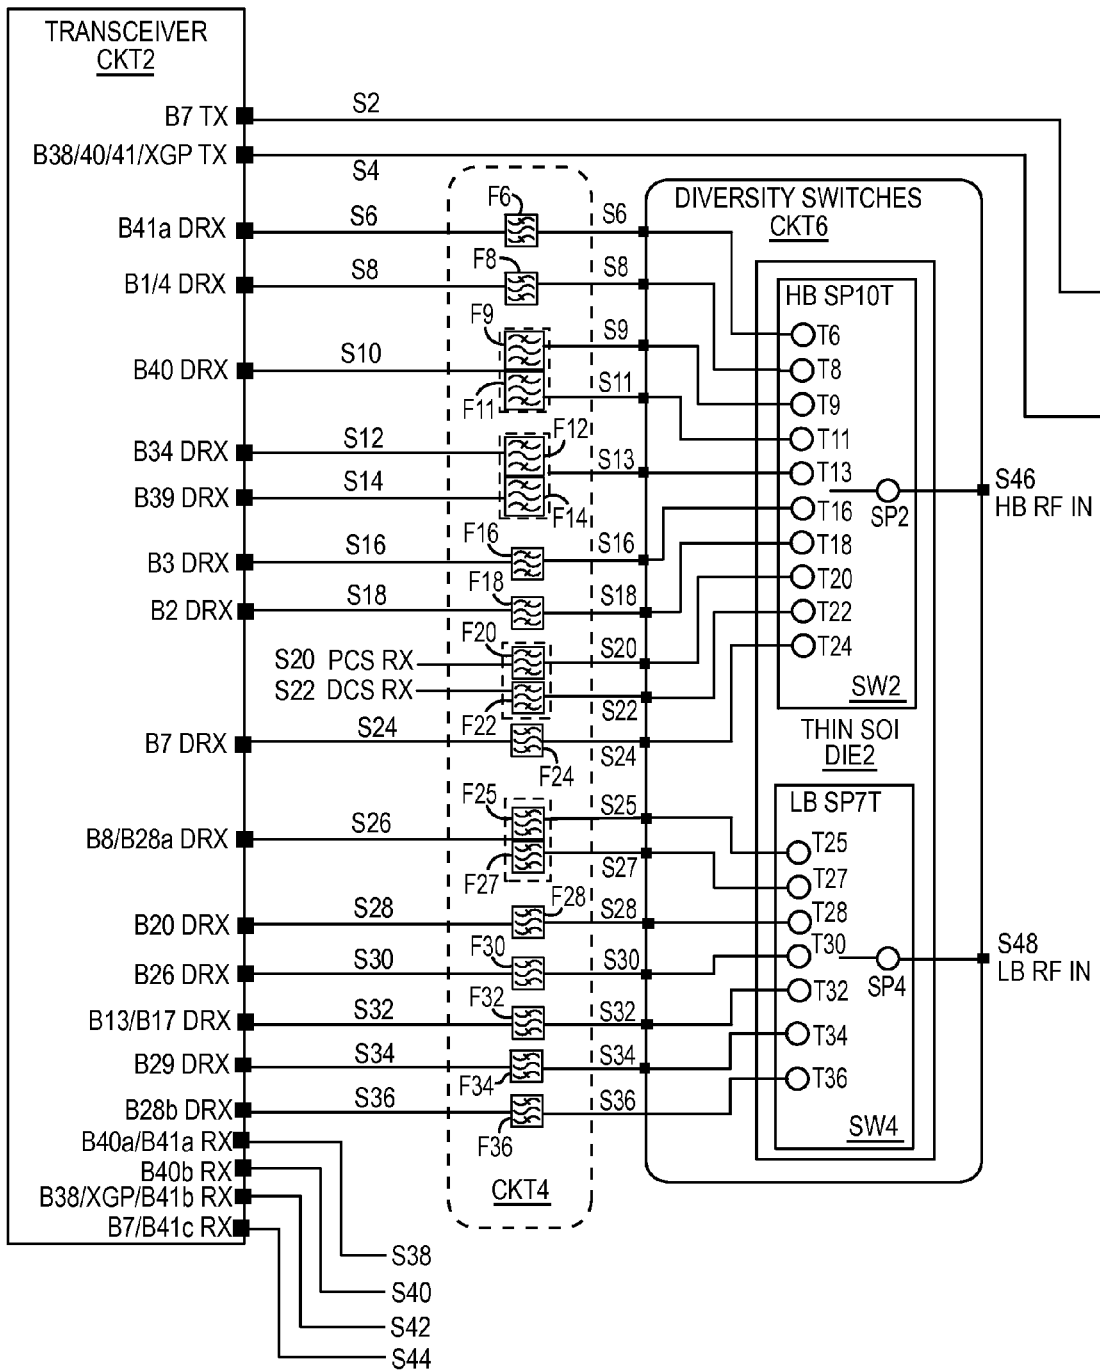 TRANSCEIVER
CKT2
B7 TX
S2
B38/40/41/XGP TX
S4
B41a DRX
S6
F6
S6
DIVERSITY SWITCHES
CKT6
B1/4 DRX
S8
F8
S8
HB SP10T
T6
T8
T9
T11
T13
T16
T18
T20
T22
T24
SP2
SW2
S46
HB RF IN
F9
S9
B40 DRX
S10
F11
S11
B34 DRX
S12
F12
S13
B39 DRX
S14
F14
B3 DRX
S16
F16
S16
B2 DRX
S18
F18
S18
S20 PCS RX
F20
S20
S22 DCS RX
F22
S22
B7 DRX
S24
F24
S24
THIN SOI
DIE2
LB SP7T
T25
T27
T28
T30
T32
T34
T36
SP4
SW4
S48
LB RF IN
F25
S25
B8/B28a DRX
S26
F27
S27
B20 DRX
S28
F28
S28
B26 DRX
S30
F30
S30
B13/B17 DRX
S32
F32
S32
B29 DRX
S34
F34
S34
B28b DRX
S36
F36
S36
CKT4
B40a/B41a RX
B40b RX
B38/XGP/B41b RX
B7/B41c RX
S38
S40
S42
S44